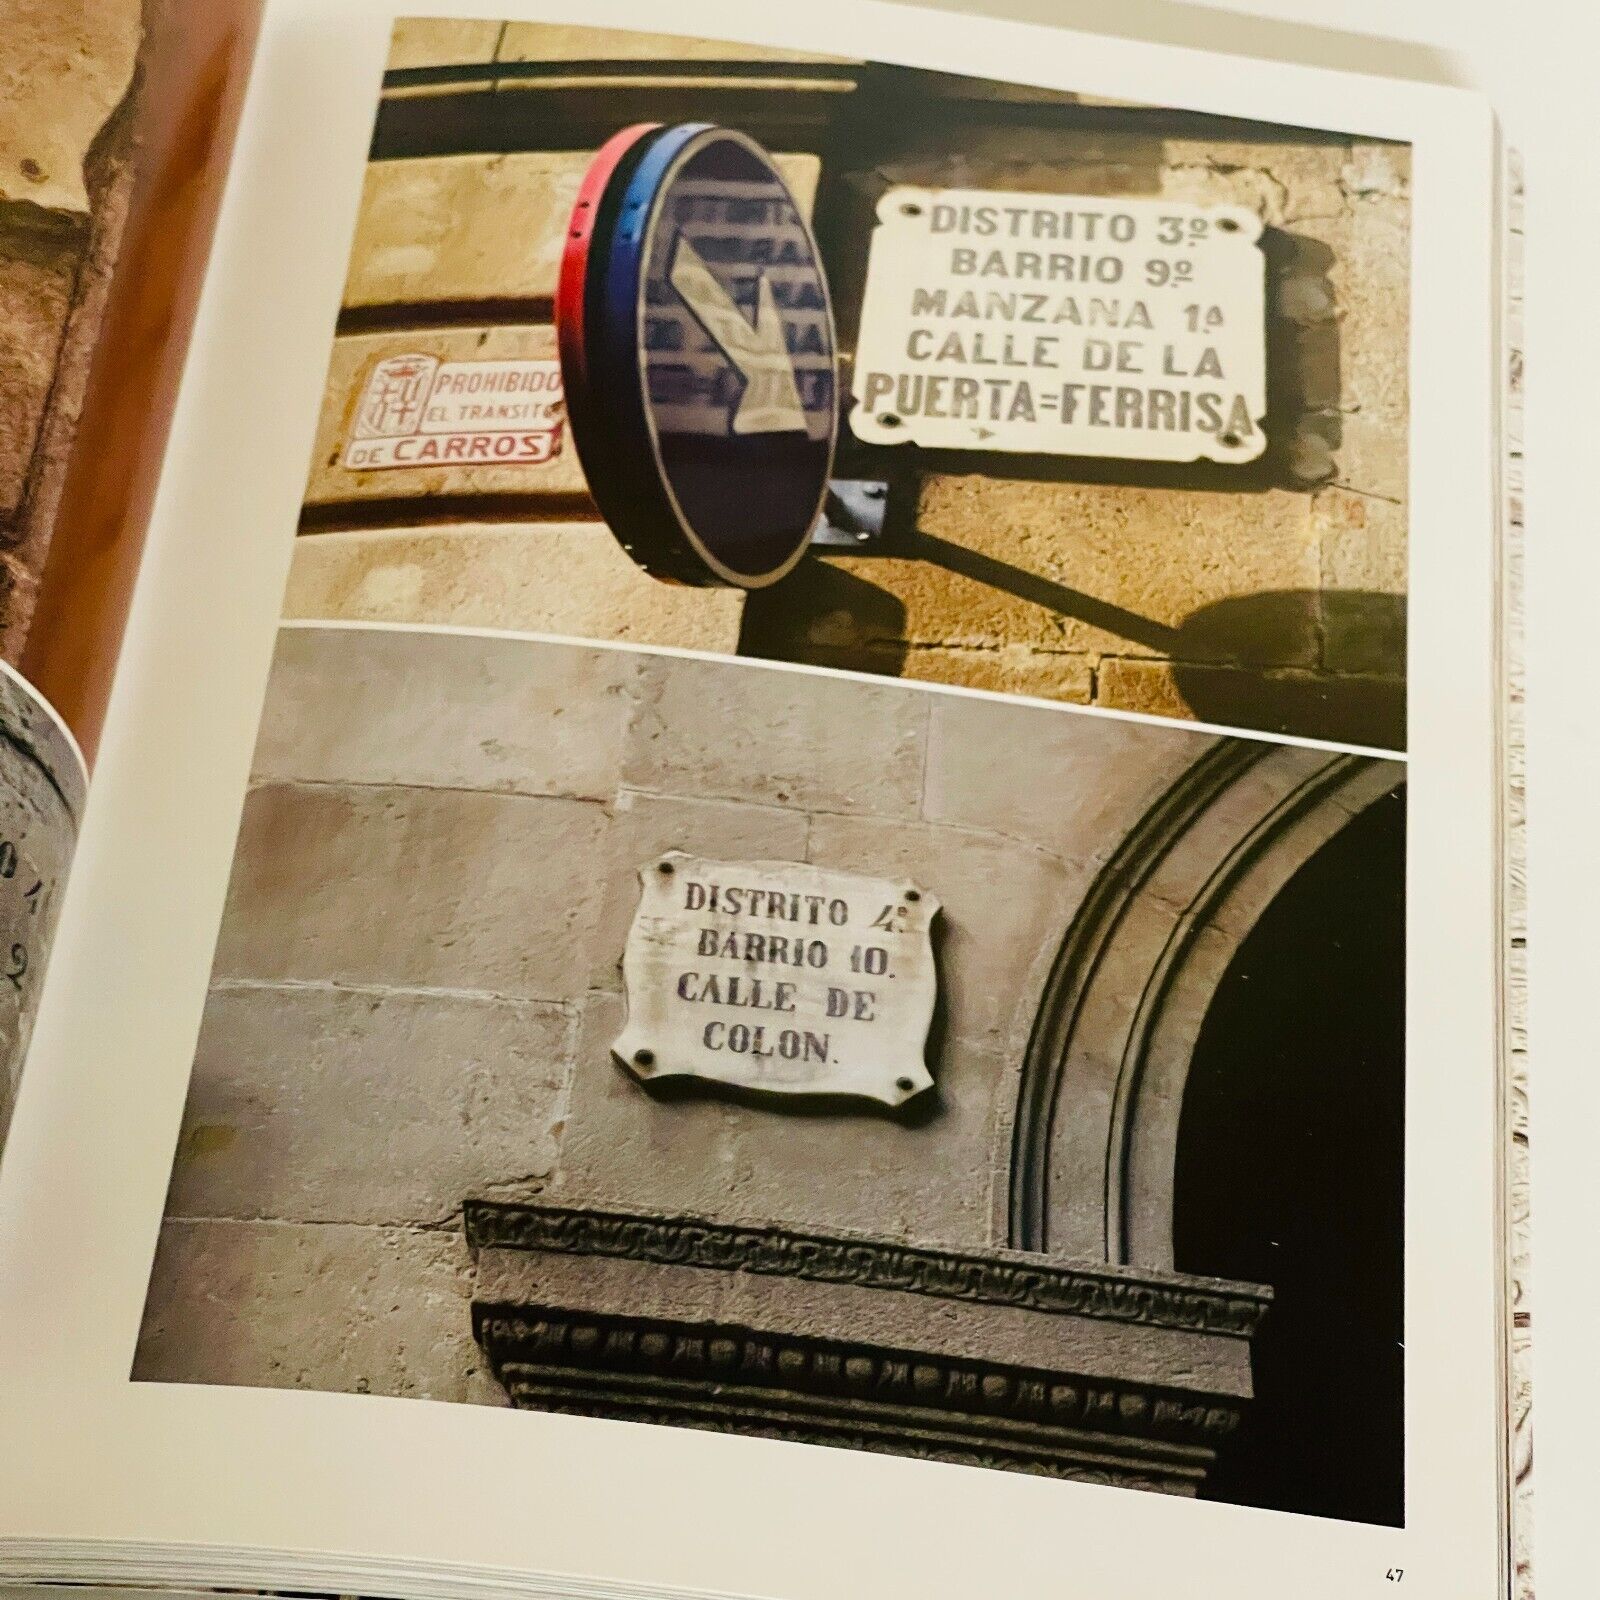 DISTRITO 3º
BARRIO 9º
MANZANA 1ª
CALLE DE LA
PUERTA=FERRISA
PROHIBIDO
EL TRANSITO
DE CARROS
DISTRITO 4º
BARRIO 10.
CALLE DE
COLON.
47